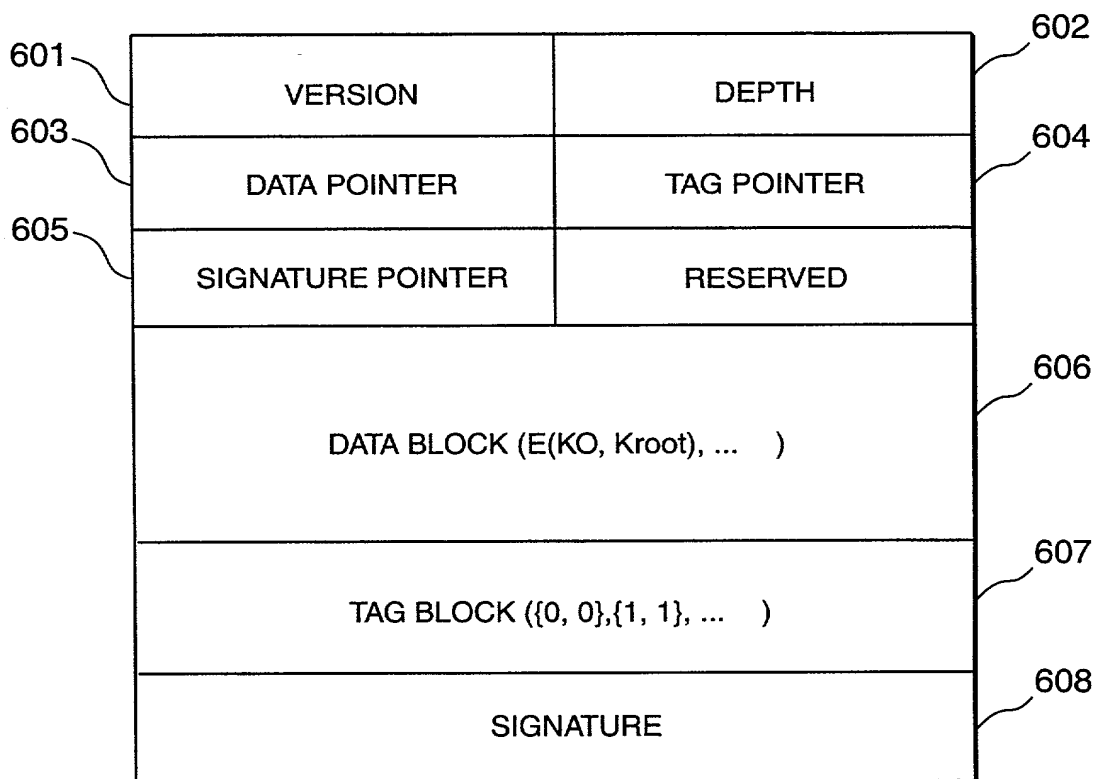 601
602
VERSION
DEPTH
603
604
DATA POINTER
TAG POINTER
605
SIGNATURE POINTER
RESERVED
606
DATA BLOCK (E(KO, Kroot), ... )
607
TAG BLOCK ({0, 0},{1, 1}, ... )
608
SIGNATURE